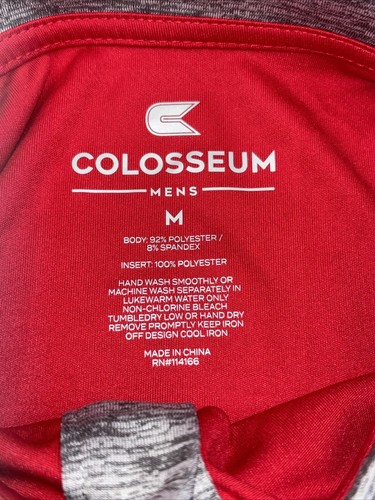 COLOSSEUM
MENS
M
BODY: 92% POLYESTER /
8% SPANDEX
INSERT: 100% POLYESTER
HAND WASH SMOOTHLY OR
MACHINE WASH SEPARATELY IN
LUKEWARM WATER ONLY
NON-CHLORINE BLEACH
TUMBLEDRY LOW OR HAND DRY
REMOVE PROMPTLY KEEP IRON
OFF DESIGN COOL IRON
MADE IN CHINA
RN#114166